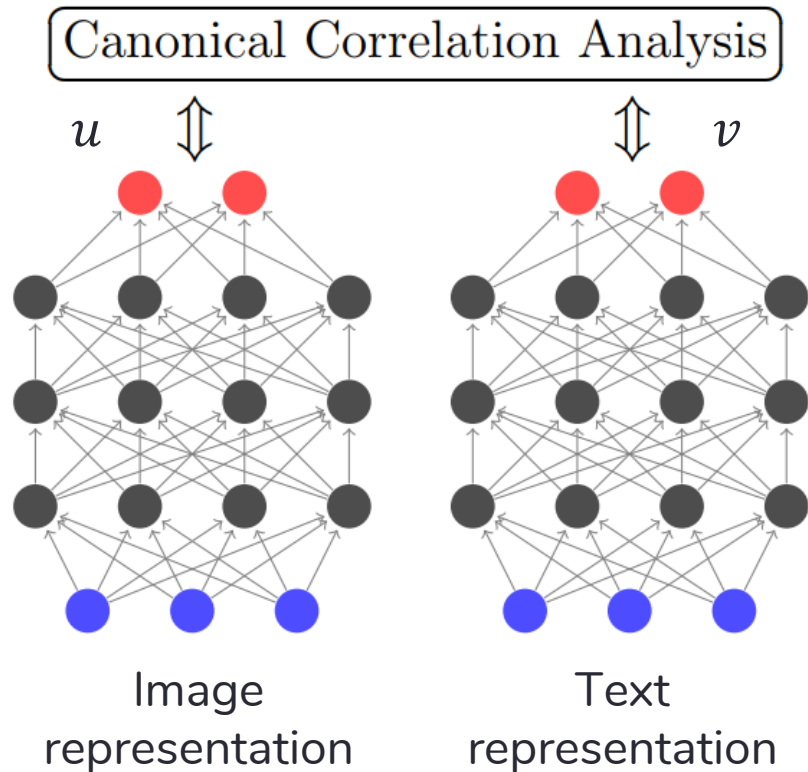 Canonical Correlation Analysis
u v
Image Text
representation representation